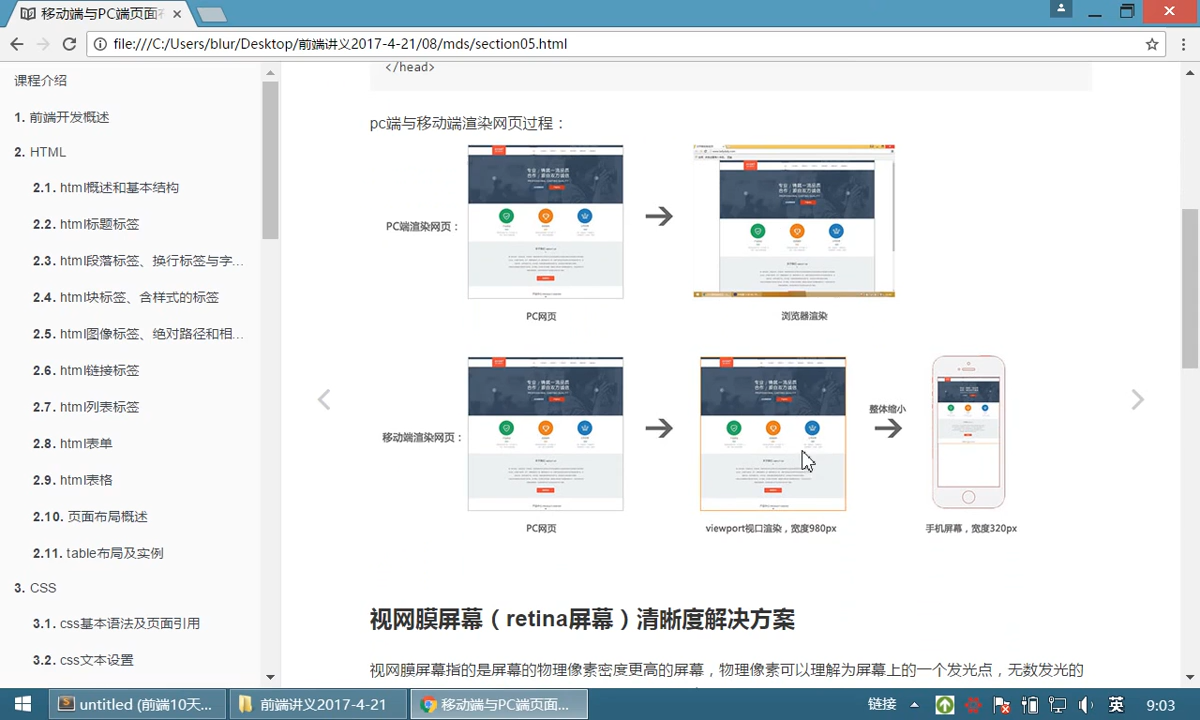 移动端与PC端页面布
file:///C:/Users/blur/Desktop/前端讲义2017-4-21/08/mds/section05.html
课程介绍
1. 前端开发概述
2. HTML
2.1. html概述和基本结构
2.2. html标题标签
2.3. html段落标签、换行标签与字...
2.4. html块标签、含样式的标签
2.5. html图像标签、绝对路径和相...
2.6. html链接标签
2.7. html列表标签
2.8. html表单
2.9. html表格
2.10. 页面布局概述
2.11. table布局及实例
3. CSS
3.1. css基本语法及页面引用
3.2. css文本设置
</head>
pc端与移动端渲染网页过程：
PC端渲染网页：
PC网页
浏览器渲染
移动端渲染网页：
整体缩小
PC网页
viewport视口渲染，宽度980px
手机屏幕，宽度320px
视网膜屏幕（retina屏幕）清晰度解决方案
视网膜屏幕指的是屏幕的物理像素密度更高的屏幕，物理像素可以理解为屏幕上的一个发光点，无数发光的
untitled (前端10天...
前端讲义2017-4-21
移动端与PC端页面...
链接
英
9:03